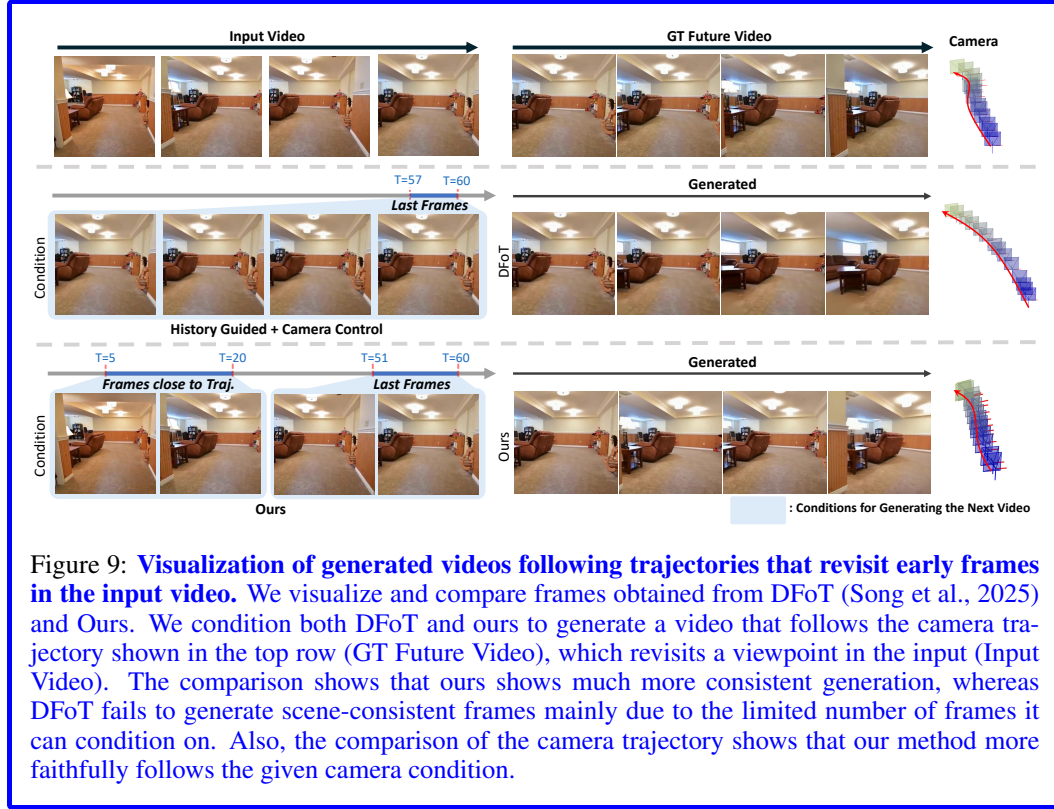 Input Video
GT Future Video
Camera
T=57
T=60
Last Frames
Generated
Condition
DFoT
History Guided + Camera Control
T=5
T=20
T=51
T=60
Frames close to Traj.
Last Frames
Generated
Condition
Ours
Ours
: Conditions for Generating the Next Video
Figure 9: Visualization of generated videos following trajectories that revisit early frames
in the input video. We visualize and compare frames obtained from DFoT (Song et al., 2025)
and Ours. We condition both DFoT and ours to generate a video that follows the camera tra-
jectory shown in the top row (GT Future Video), which revisits a viewpoint in the input (Input
Video). The comparison shows that ours shows much more consistent generation, whereas
DFoT fails to generate scene-consistent frames mainly due to the limited number of frames it
can condition on. Also, the comparison of the camera trajectory shows that our method more
faithfully follows the given camera condition.